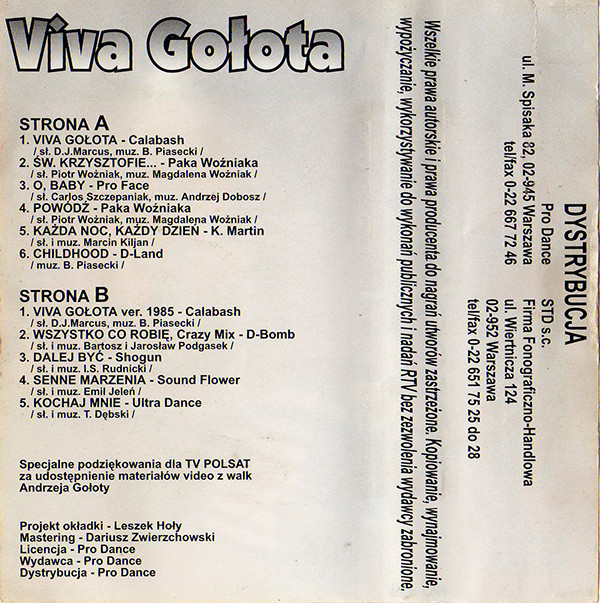 Viva Gołota
STRONA A
1. VIVA GOŁOTA - Calabash
/ sł. D.J.Marcus, muz. B. Piasecki /
2. ŚW. KRZYSZTOFIE... - Paka Woźniaka
/ sł. Piotr Woźniak, muz. Magdalena Woźniak /
3. O, BABY - Pro Face
/ sł. Carlos Szczepaniak, muz. Andrzej Dobosz /
4. POWÓDŹ - Paka Woźniaka
/ sł. Piotr Woźniak, muz. Magdalena Woźniak /
5. KAŻDA NOC, KAŻDY DZIEŃ - K. Martin
/ sł. i muz. Marcin Kiljan /
6. CHILDHOOD - D-Land
/ muz. B. Piasecki /
STRONA B
1. VIVA GOŁOTA ver. 1985 - Calabash
/ sł. D.J.Marcus, muz. B. Piasecki /
2. WSZYSTKO CO ROBIĘ, Crazy Mix - D-Bomb
/ sł. i muz. Bartosz i Jarosław Podgasek /
3. DALEJ BYĆ - Shogun
/ sł. i muz. I.S. Rudnicki /
4. SENNE MARZENIA - Sound Flower
/ sł. i muz. Emil Jeleń /
5. KOCHAJ MNIE - Ultra Dance
/ sł. i muz. T. Dębski /
Specjalne podziękowania dla TV POLSAT
za udostępnienie materiałów video z walk
Andrzeja Gołoty
Projekt okładki - Leszek Hoły
Mastering - Dariusz Zwierzchowski
Licencja - Pro Dance
Wydawca - Pro Dance
Dystrybucja - Pro Dance
DYSTRYBUCJA
Pro Dance
ul. M. Spisaka 82, 02-945 Warszawa
tel/fax 0-22 667 72 46
STD s.c.
Firma Fonograficzno-Handlowa
ul. Wiertnicza 124
02-952 Warszawa
tel/fax 0-22 651 75 25 do 28
Wszelkie prawa autorskie i prawa producenta do nagrań utworów zastrzeżone. Kopiowanie, wynajmowanie,
wypożyczanie, wykorzystywanie do wykonań publicznych i nadań RTV bez zezwolenia wydawcy zabronione.